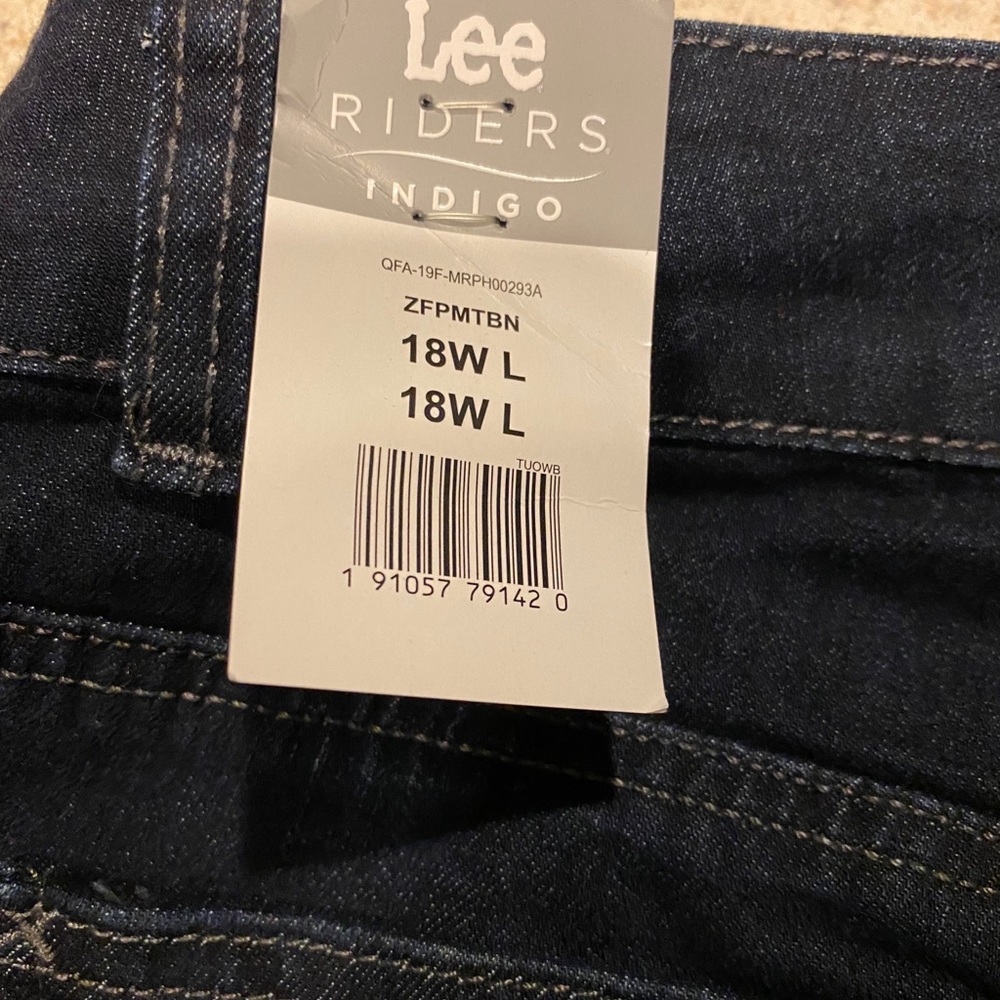 Lee
RIDERS
INDIGO
QFA-19F-MRPH00293A
ZFPMTBN
18W L
18W L
TUOWB
1 91057 79142 0